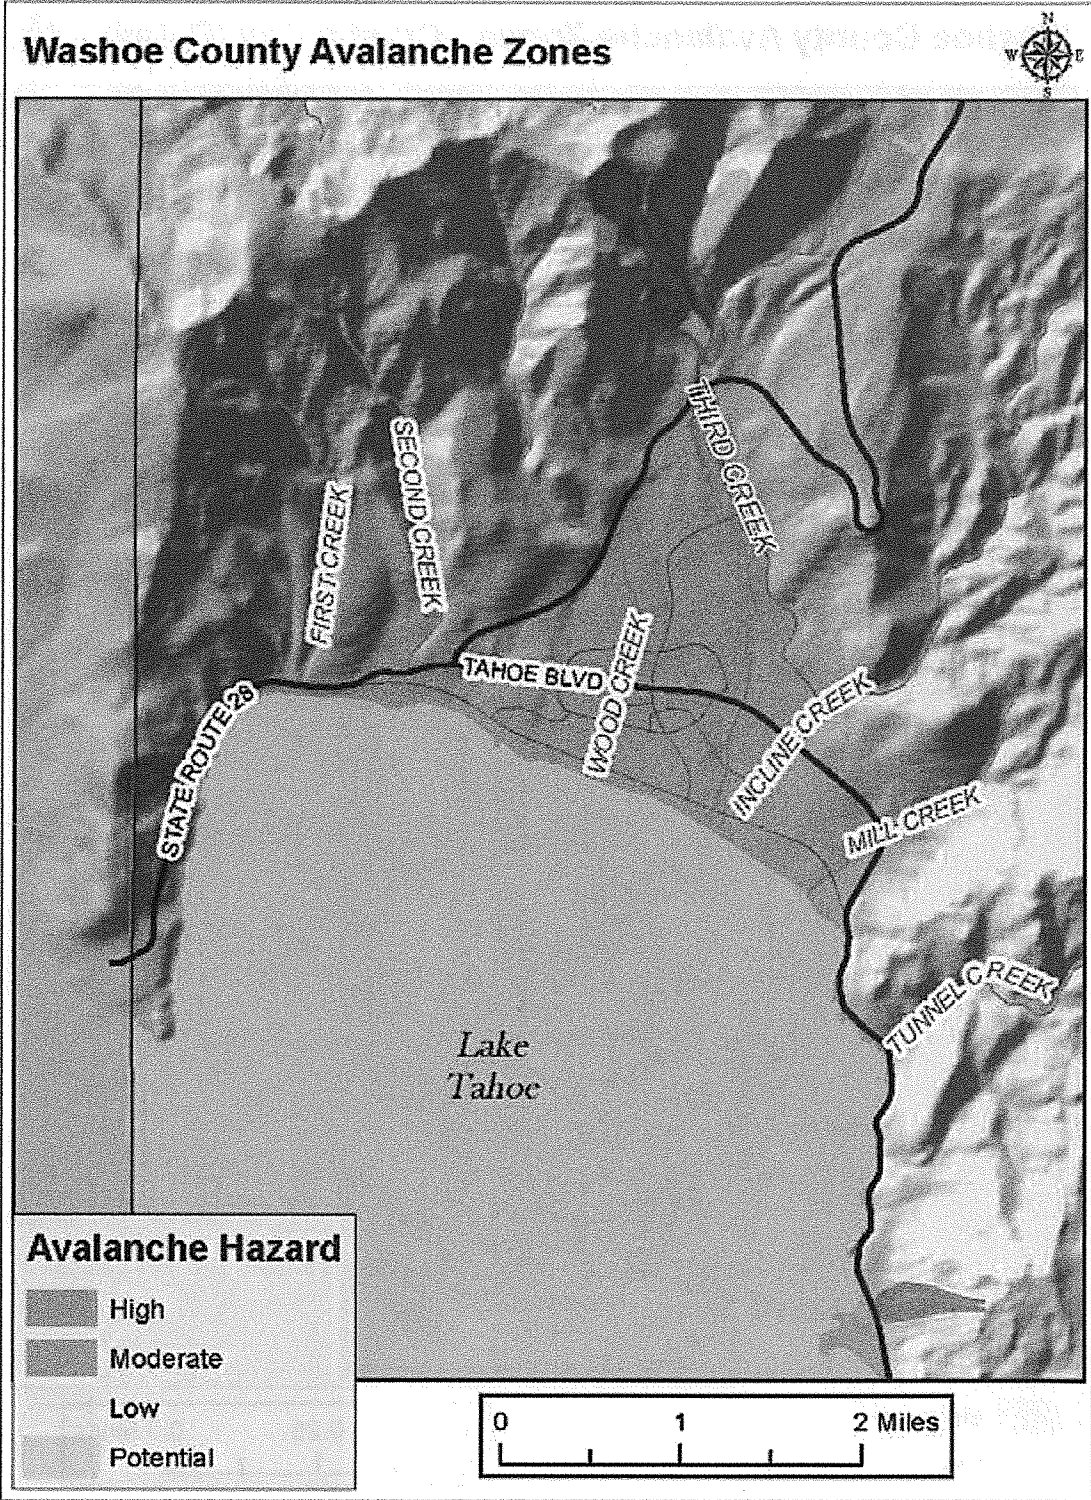 Washoe County Avalanche Zones
N
W E
S
THIRD CREEK
SECOND CREEK
FIRST CREEK
WOOD CREEK
TAHOE BLVD
INCLINE CREEK
STATE ROUTE 28
MILL CREEK
TUNNEL CREEK
Lake
Tahoe
Avalanche Hazard
High
Moderate
Low
Potential
0 1 2 Miles